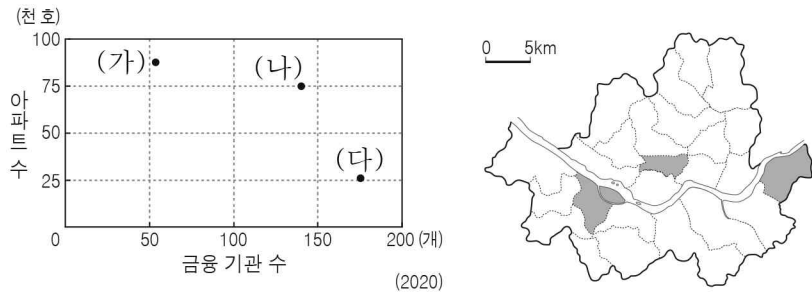 (천 호)
100
75
50
25
0
아파트 수
(가)
(나)
(다)
50
100
150
200 (개)
금융 기관 수
(2020)
0 5km